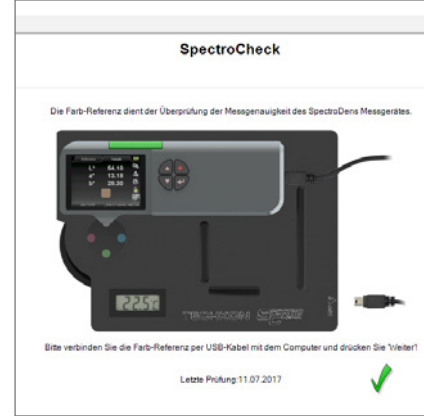 SpectroCheck
Die Farb-Referenz dient der Überprüfung der Messgenauigkeit des SpectroDens Messgerätes.
L* 64.18
a* 13.18
b* 28.30
22.5
TECHKON
Bitte verbinden Sie die Farb-Referenz per USB-Kabel mit dem Computer und drücken Sie 'Weiter'!
Letzte Prüfung:11.07.2017